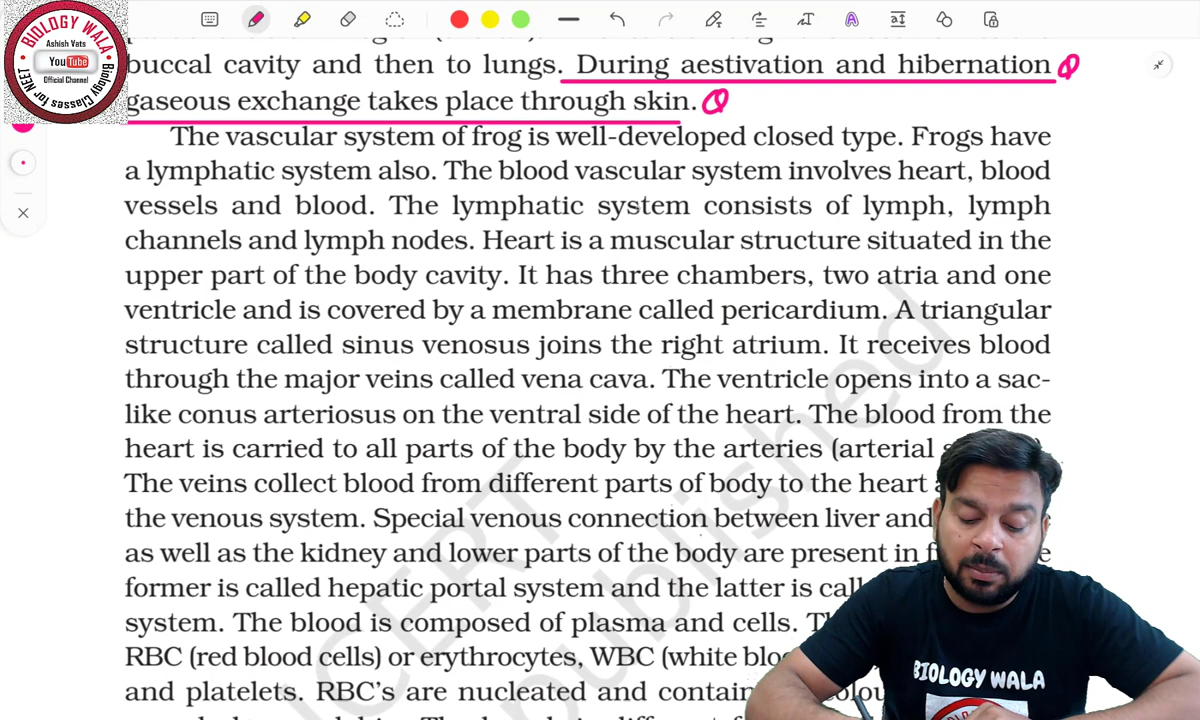 BIOLOGY WALA
Ashish Vats
YouTube
Official Channel
Biology Classes for NEET
buccal cavity and then to lungs. During aestivation and hibernation
gaseous exchange takes place through skin.
The vascular system of frog is well-developed closed type. Frogs have
a lymphatic system also. The blood vascular system involves heart, blood
vessels and blood. The lymphatic system consists of lymph, lymph
channels and lymph nodes. Heart is a muscular structure situated in the
upper part of the body cavity. It has three chambers, two atria and one
ventricle and is covered by a membrane called pericardium. A triangular
structure called sinus venosus joins the right atrium. It receives blood
through the major veins called vena cava. The ventricle opens into a sac-
like conus arteriosus on the ventral side of the heart. The blood from the
heart is carried to all parts of the body by the arteries (arterial
The veins collect blood from different parts of body to the heart
the venous system. Special venous connection between liver and
as well as the kidney and lower parts of the body are present in
former is called hepatic portal system and the latter is
system. The blood is composed of plasma and cells.
RBC (red blood cells) or erythrocytes, WBC (white
and platelets. RBC's are nucleated and contain
BIOLOGY WALA